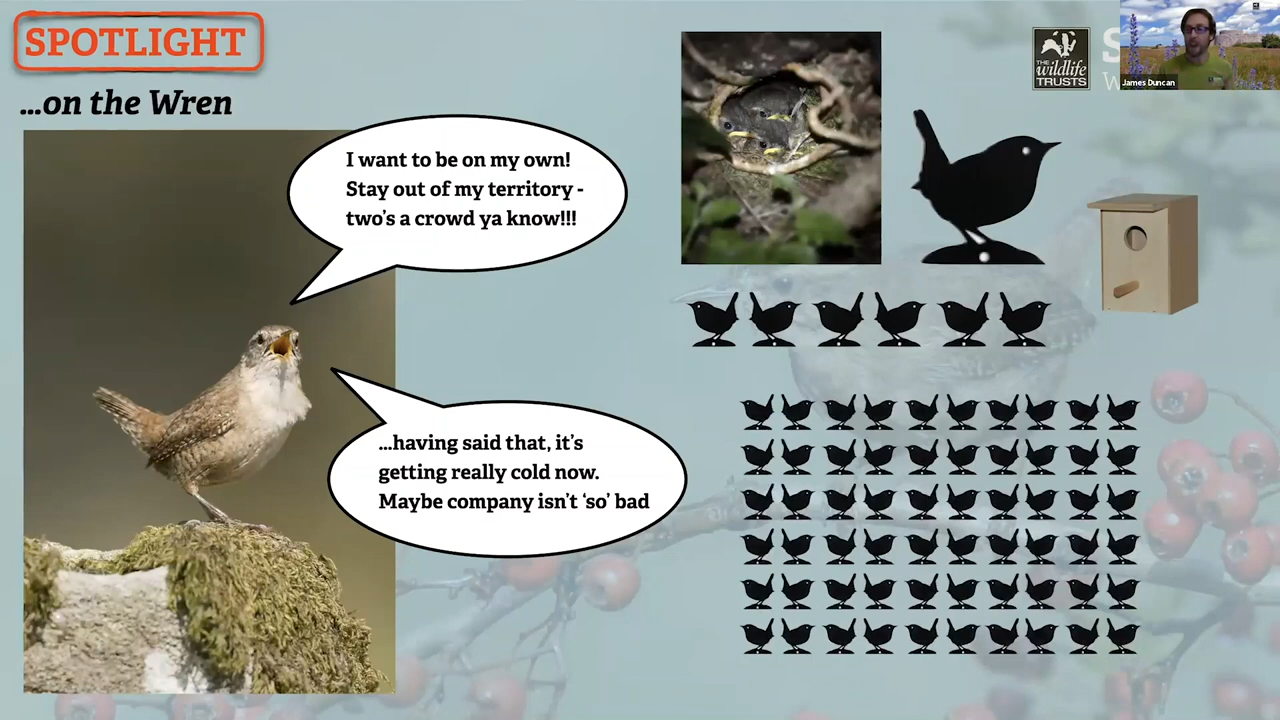 SPOTLIGHT
...on the Wren
I want to be on my own!
Stay out of my territory -
two's a crowd ya know!!!
...having said that, it's
getting really cold now.
Maybe company isn't 'so' bad
THE
wildlife
TRUSTS
S
W
James Duncan